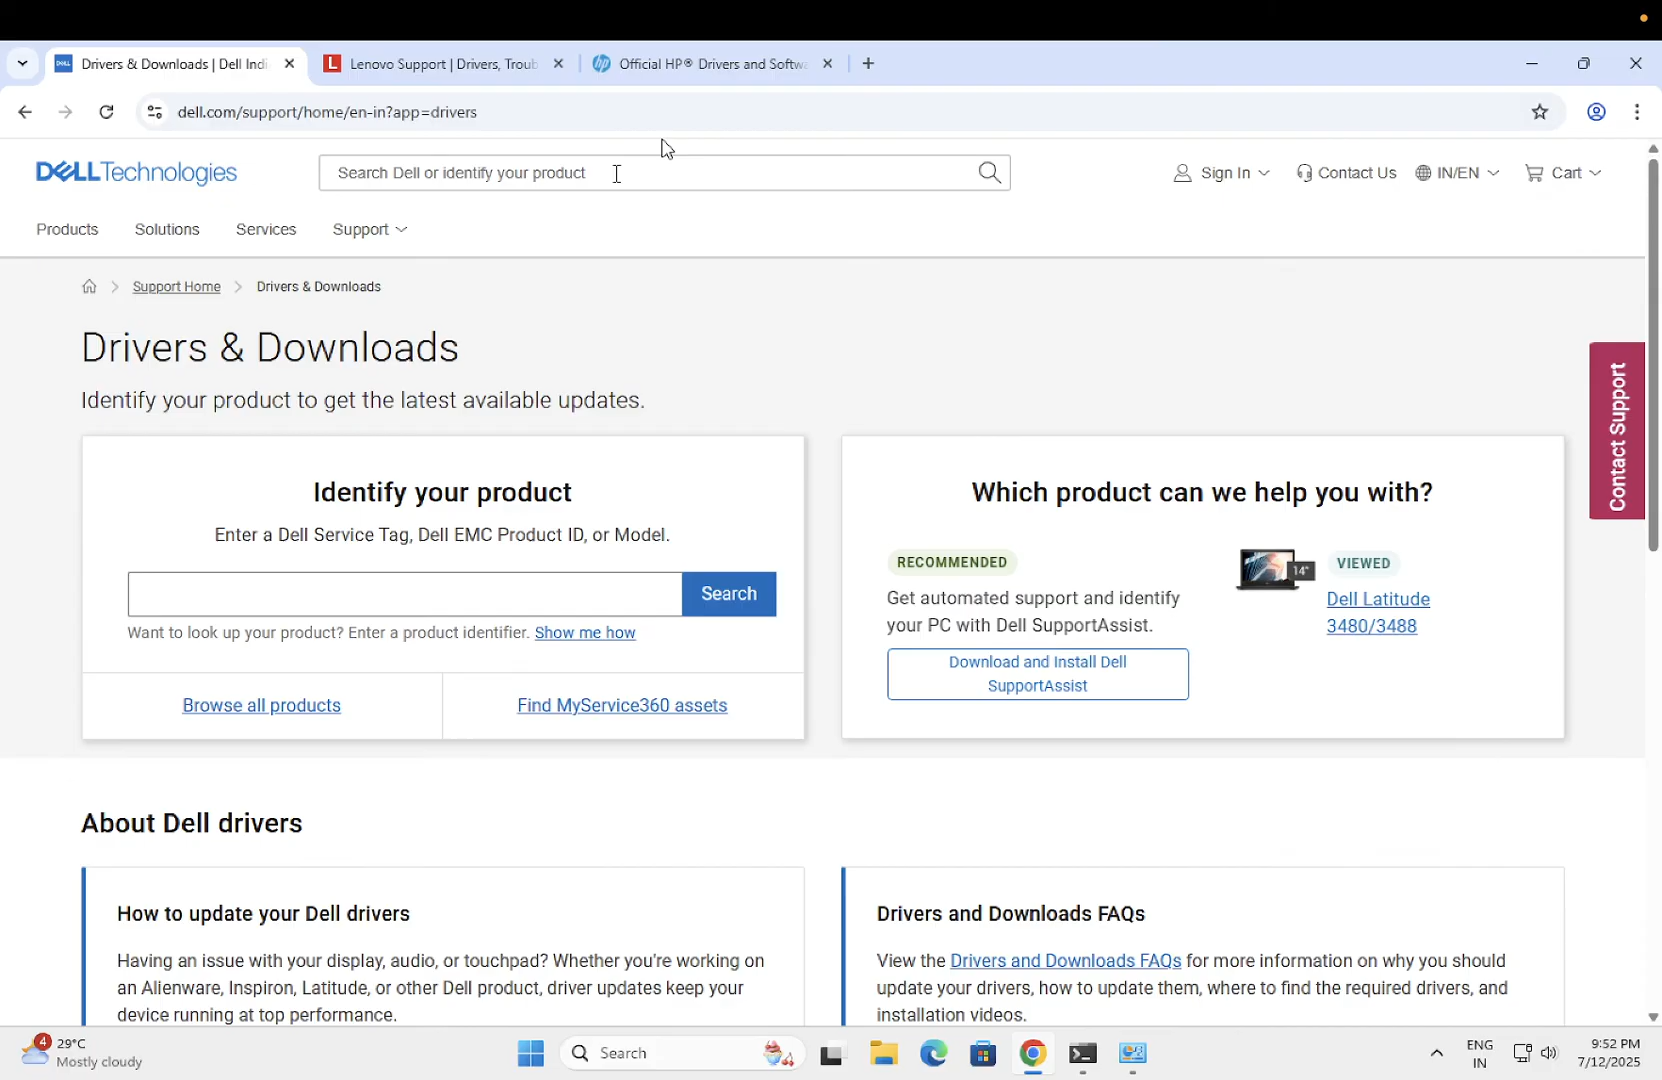 DELL Drivers & Downloads | Dell Indi
L Lenovo Support | Drivers, Troub
hp Official HP® Drivers and Softwa
dell.com/support/home/en-in?app=drivers
DELLTechnologies
Search Dell or identify your product
Sign In
Contact Us
IN/EN
Cart
Products
Solutions
Services
Support
Support Home
Drivers & Downloads
Drivers & Downloads
Identify your product to get the latest available updates.
Contact Support
Identify your product
Enter a Dell Service Tag, Dell EMC Product ID, or Model.
Search
Want to look up your product? Enter a product identifier. Show me how
Browse all products
Find MyService360 assets
Which product can we help you with?
RECOMMENDED
Get automated support and identify
your PC with Dell SupportAssist.
Download and Install Dell
SupportAssist
14"
VIEWED
Dell Latitude
3480/3488
About Dell drivers
How to update your Dell drivers
Having an issue with your display, audio, or touchpad? Whether you're working on
an Alienware, Inspiron, Latitude, or other Dell product, driver updates keep your
device running at top performance.
Drivers and Downloads FAQs
View the Drivers and Downloads FAQs for more information on why you should
update your drivers, how to update them, where to find the required drivers, and
installation videos.
4
29°C
Mostly cloudy
Search
ENG
IN
9:52 PM
7/12/2025